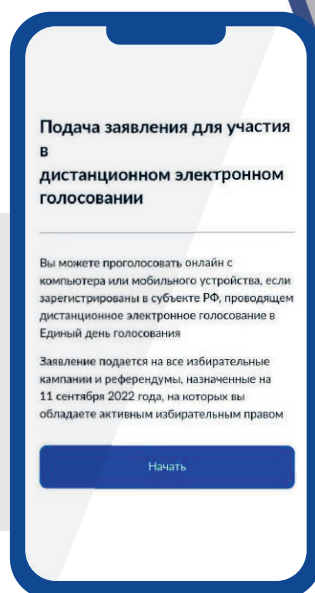 Подача заявления для участия
в
дистанционном электронном
голосовании
Вы можете проголосовать онлайн с
компьютера или мобильного устройства, если
зарегистрированы в субъекте РФ, проводящем
дистанционное электронное голосование в
Единый день голосования
Заявление подается на все избирательные
кампании и референдумы, назначенные на
11 сентября 2022 года, на которых вы
обладаете активным избирательным правом
Начать